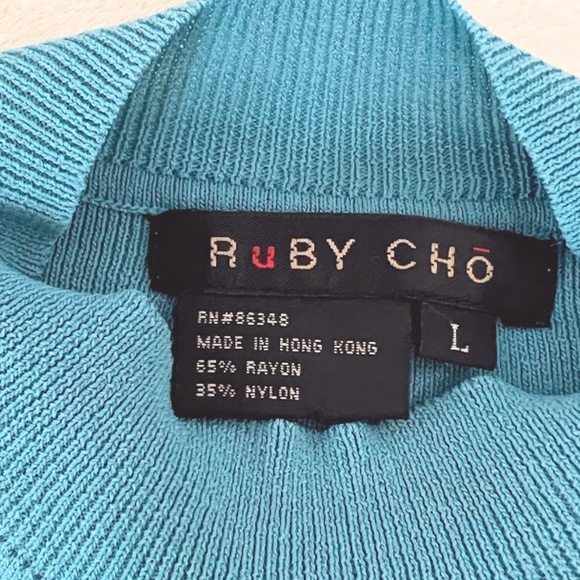 RuBY CHō
RN#86348
MADE IN HONG KONG
65% RAYON
35% NYLON
L